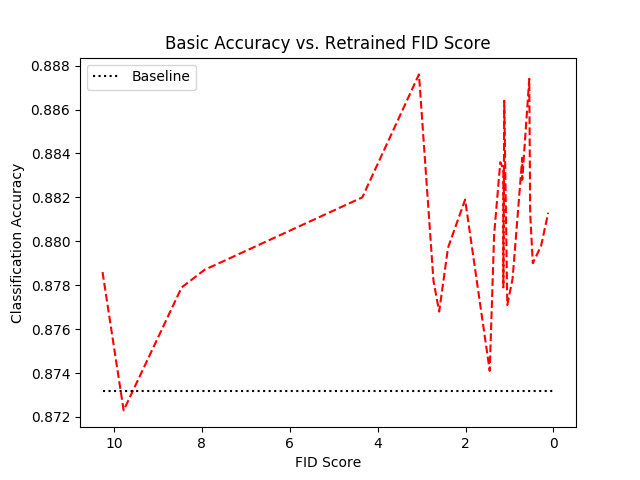 Basic Accuracy vs. Retrained FID Score
Baseline
Classification Accuracy
0.888
0.886
0.884
0.882
0.880
0.878
0.876
0.874
0.872
10 8 6 4 2 0
FID Score